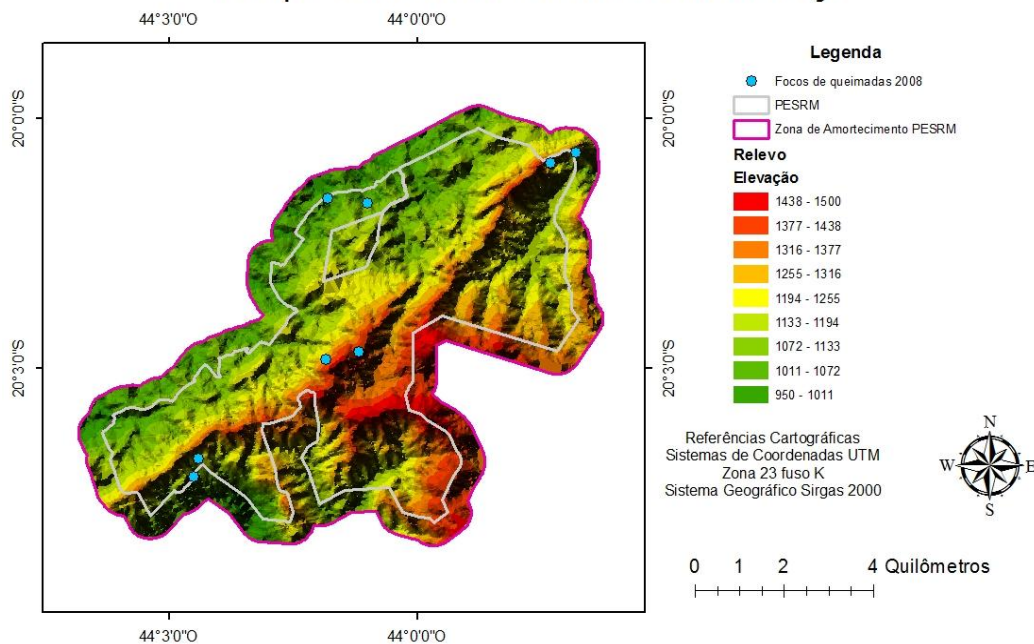 44°3'0"O 44°0'0"O
20°0'0"S
20°3'0"S
20°0'0"S
20°3'0"S
44°3'0"O 44°0'0"O
Legenda
Focos de queimadas 2008
PESRM
Zona de Amortecimento PESRM
Relevo
Elevação
1438 - 1500
1377 - 1438
1316 - 1377
1255 - 1316
1194 - 1255
1133 - 1194
1072 - 1133
1011 - 1072
950 - 1011
Referências Cartográficas
Sistemas de Coordenadas UTM
Zona 23 fuso K
Sistema Geográfico Sirgas 2000
N
W E
S
0 1 2 4 Quilômetros